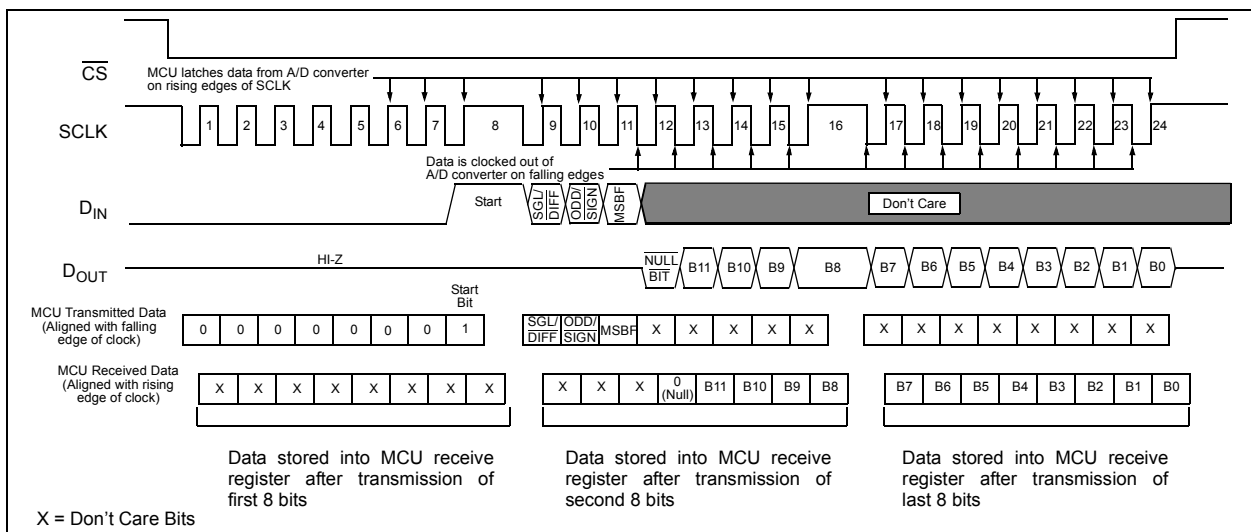 CS
MCU latches data from A/D converter
on rising edges of SCLK
SCLK
1 2 3 4 5 6 7 8 9 10 11 12 13 14 15 16 17 18 19 20 21 22 23 24
Data is clocked out of
A/D converter on falling edges
DIN
Start
SGL/
DIFF
ODD/
SIGN
MSBF
Don't Care
DOUT
HI-Z
NULL
BIT
B11 B10 B9 B8 B7 B6 B5 B4 B3 B2 B1 B0
Start
Bit
MCU Transmitted Data
(Aligned with falling
edge of clock)
0 0 0 0 0 0 0 1
SGL/
DIFF
ODD/
SIGN
MSBF X X X X X
X X X X X X X X
MCU Received Data
(Aligned with rising
edge of clock)
X X X X X X X X
X X X 0
(Null)
B11 B10 B9 B8
B7 B6 B5 B4 B3 B2 B1 B0
Data stored into MCU receive
register after transmission of
first 8 bits
Data stored into MCU receive
register after transmission of
second 8 bits
Data stored into MCU receive
register after transmission of
last 8 bits
X = Don't Care Bits